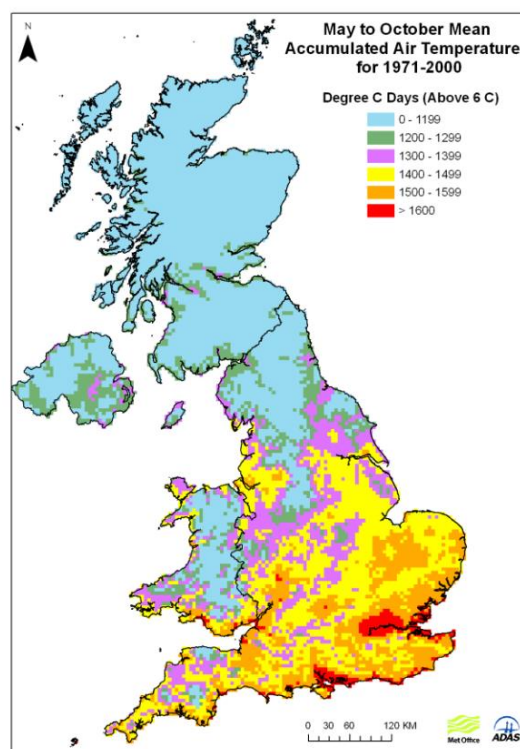 May to October Mean
Accumulated Air Temperature
for 1971-2000
N
Degree C Days (Above 6 C)
0 - 1199
1200 - 1299
1300 - 1399
1400 - 1499
1500 - 1599
> 1600
0 30 60 120 KM
Met Office
ADAS